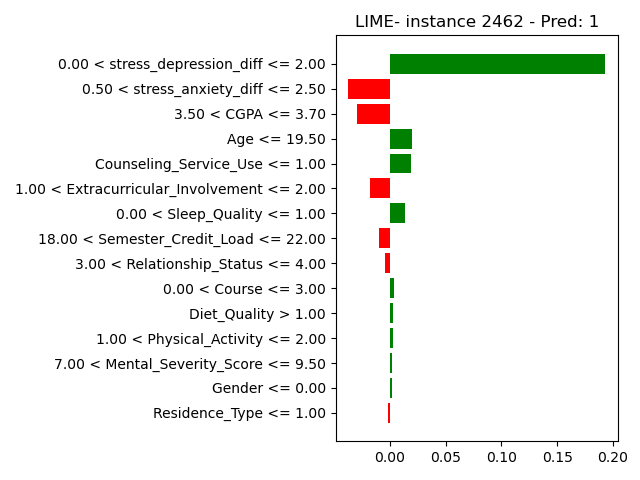 LIME- instance 2462 - Pred: 1
0.00 < stress_depression_diff <= 2.00
0.50 < stress_anxiety_diff <= 2.50
3.50 < CGPA <= 3.70
Age <= 19.50
Counseling_Service_Use <= 1.00
1.00 < Extracurricular_Involvement <= 2.00
0.00 < Sleep_Quality <= 1.00
18.00 < Semester_Credit_Load <= 22.00
3.00 < Relationship_Status <= 4.00
0.00 < Course <= 3.00
Diet_Quality > 1.00
1.00 < Physical_Activity <= 2.00
7.00 < Mental_Severity_Score <= 9.50
Gender <= 0.00
Residence_Type <= 1.00
0.00 0.05 0.10 0.15 0.20